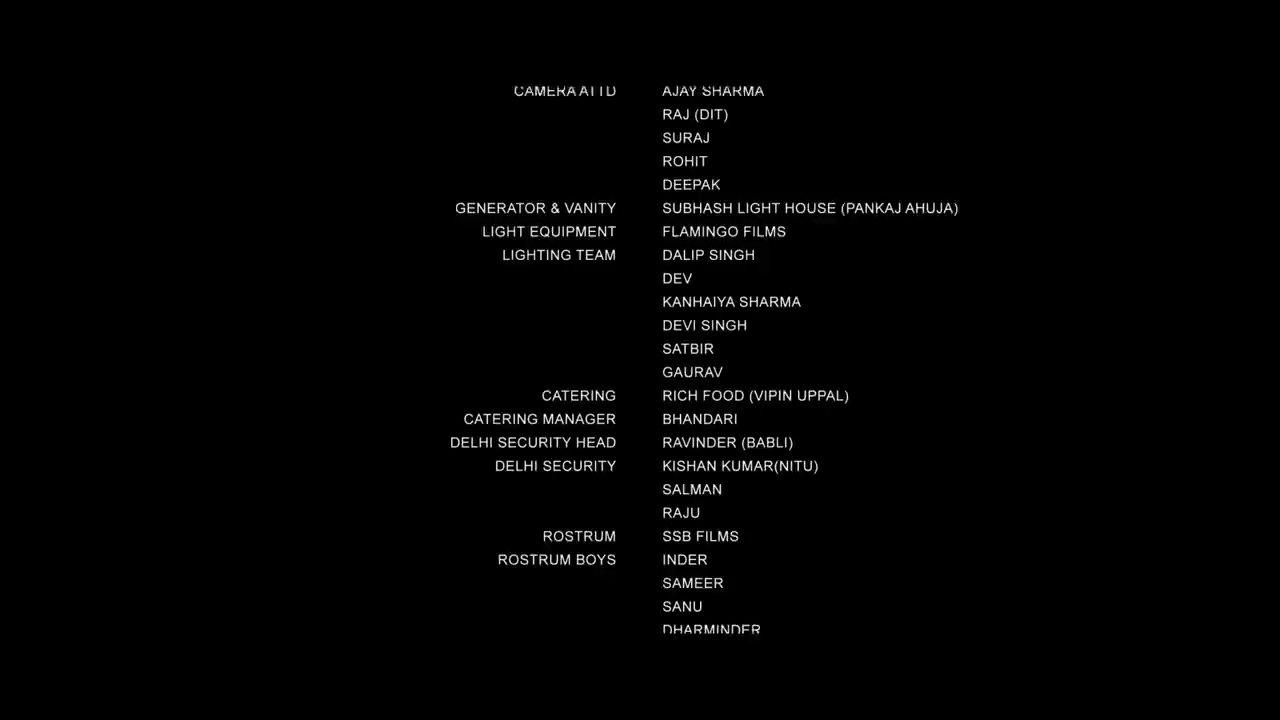 CAMERA ATTD AJAY SHARMA
RAJ (DIT)
SURAJ
ROHIT
DEEPAK
GENERATOR & VANITY SUBHASH LIGHT HOUSE (PANKAJ AHUJA)
LIGHT EQUIPMENT FLAMINGO FILMS
LIGHTING TEAM DALIP SINGH
DEV
KANHAIYA SHARMA
DEVI SINGH
SATBIR
GAURAV
CATERING RICH FOOD (VIPIN UPPAL)
CATERING MANAGER BHANDARI
DELHI SECURITY HEAD RAVINDER (BABLI)
DELHI SECURITY KISHAN KUMAR(NITU)
SALMAN
RAJU
ROSTRUM SSB FILMS
ROSTRUM BOYS INDER
SAMEER
SANU
DHARMINDER